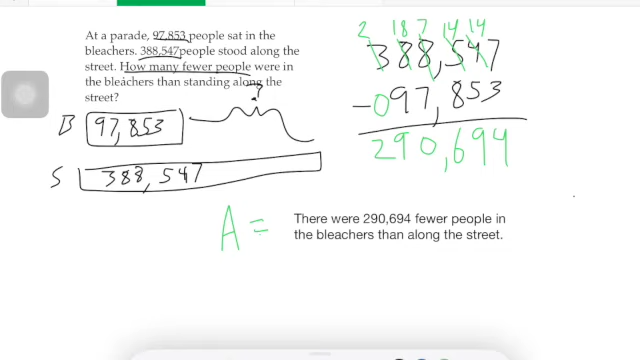 At a parade, 97,853 people sat in the
bleachers. 388,547 people stood along the
street. How many fewer people were in
the bleachers than standing along the
street?
?
B 97,853
S 388,547
2 18 7 14 14
388,547
- 097,853
290,694
A = There were 290,694 fewer people in
the bleachers than along the street.